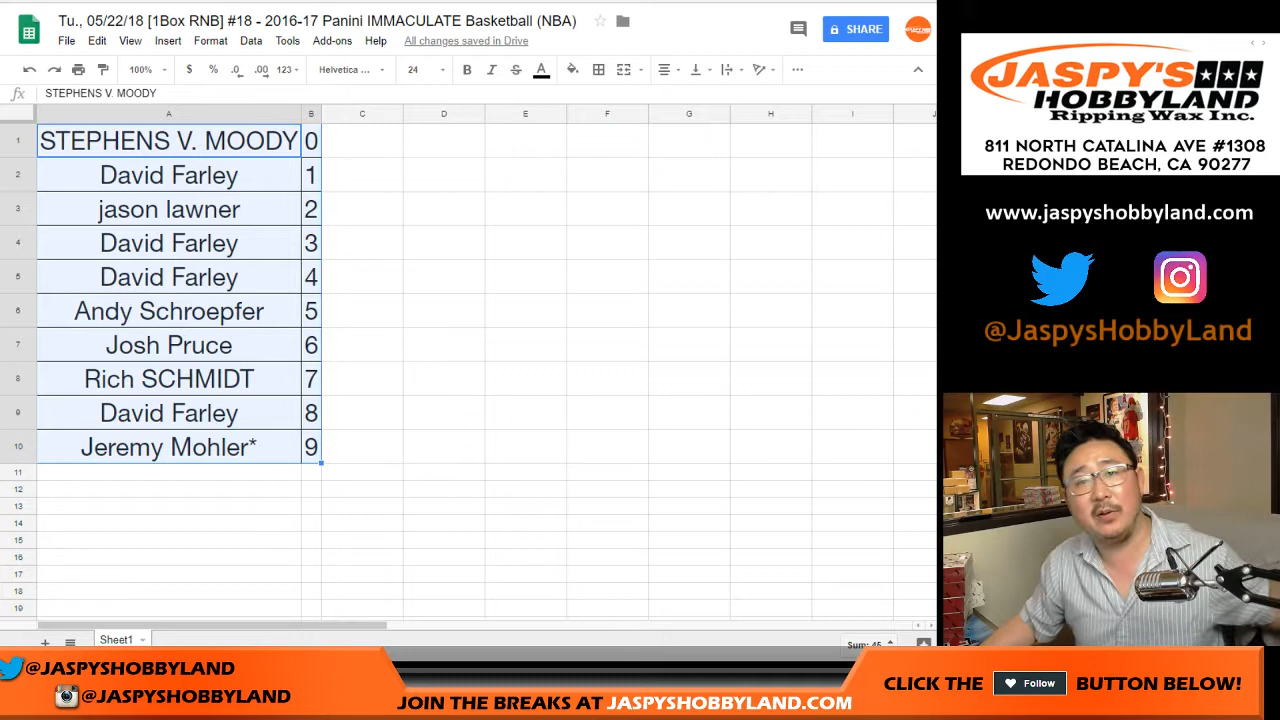 Tu., 05/22/18 [1Box RNB] #18 - 2016-17 Panini IMMACULATE Basketball (NBA)
File Edit View Insert Format Data Tools Add-ons Help All changes saved in Drive
SHARE
100% $ % .0 .00 123 Helvetica ... 24 B I S A
fx STEPHENS V. MOODY
A B C D E F G H I J
1 STEPHENS V. MOODY 0
2 David Farley 1
3 jason lawner 2
4 David Farley 3
5 David Farley 4
6 Andy Schroepfer 5
7 Josh Pruce 6
8 Rich SCHMIDT 7
9 David Farley 8
10 Jeremy Mohler* 9
11
12
13
14
15
16
17
18
19
Sheet1
Sum: 45
JASPY'S
HOBBYLAND
Ripping Wax Inc.
811 NORTH CATALINA AVE #1308
REDONDO BEACH, CA 90277
www.jaspyshobbyland.com
@JaspysHobbyLand
@JASPYSHOBBYLAND
@JASPYSHOBBYLAND
JOIN THE BREAKS AT JASPYSHOBBYLAND.COM
CLICK THE Follow BUTTON BELOW!